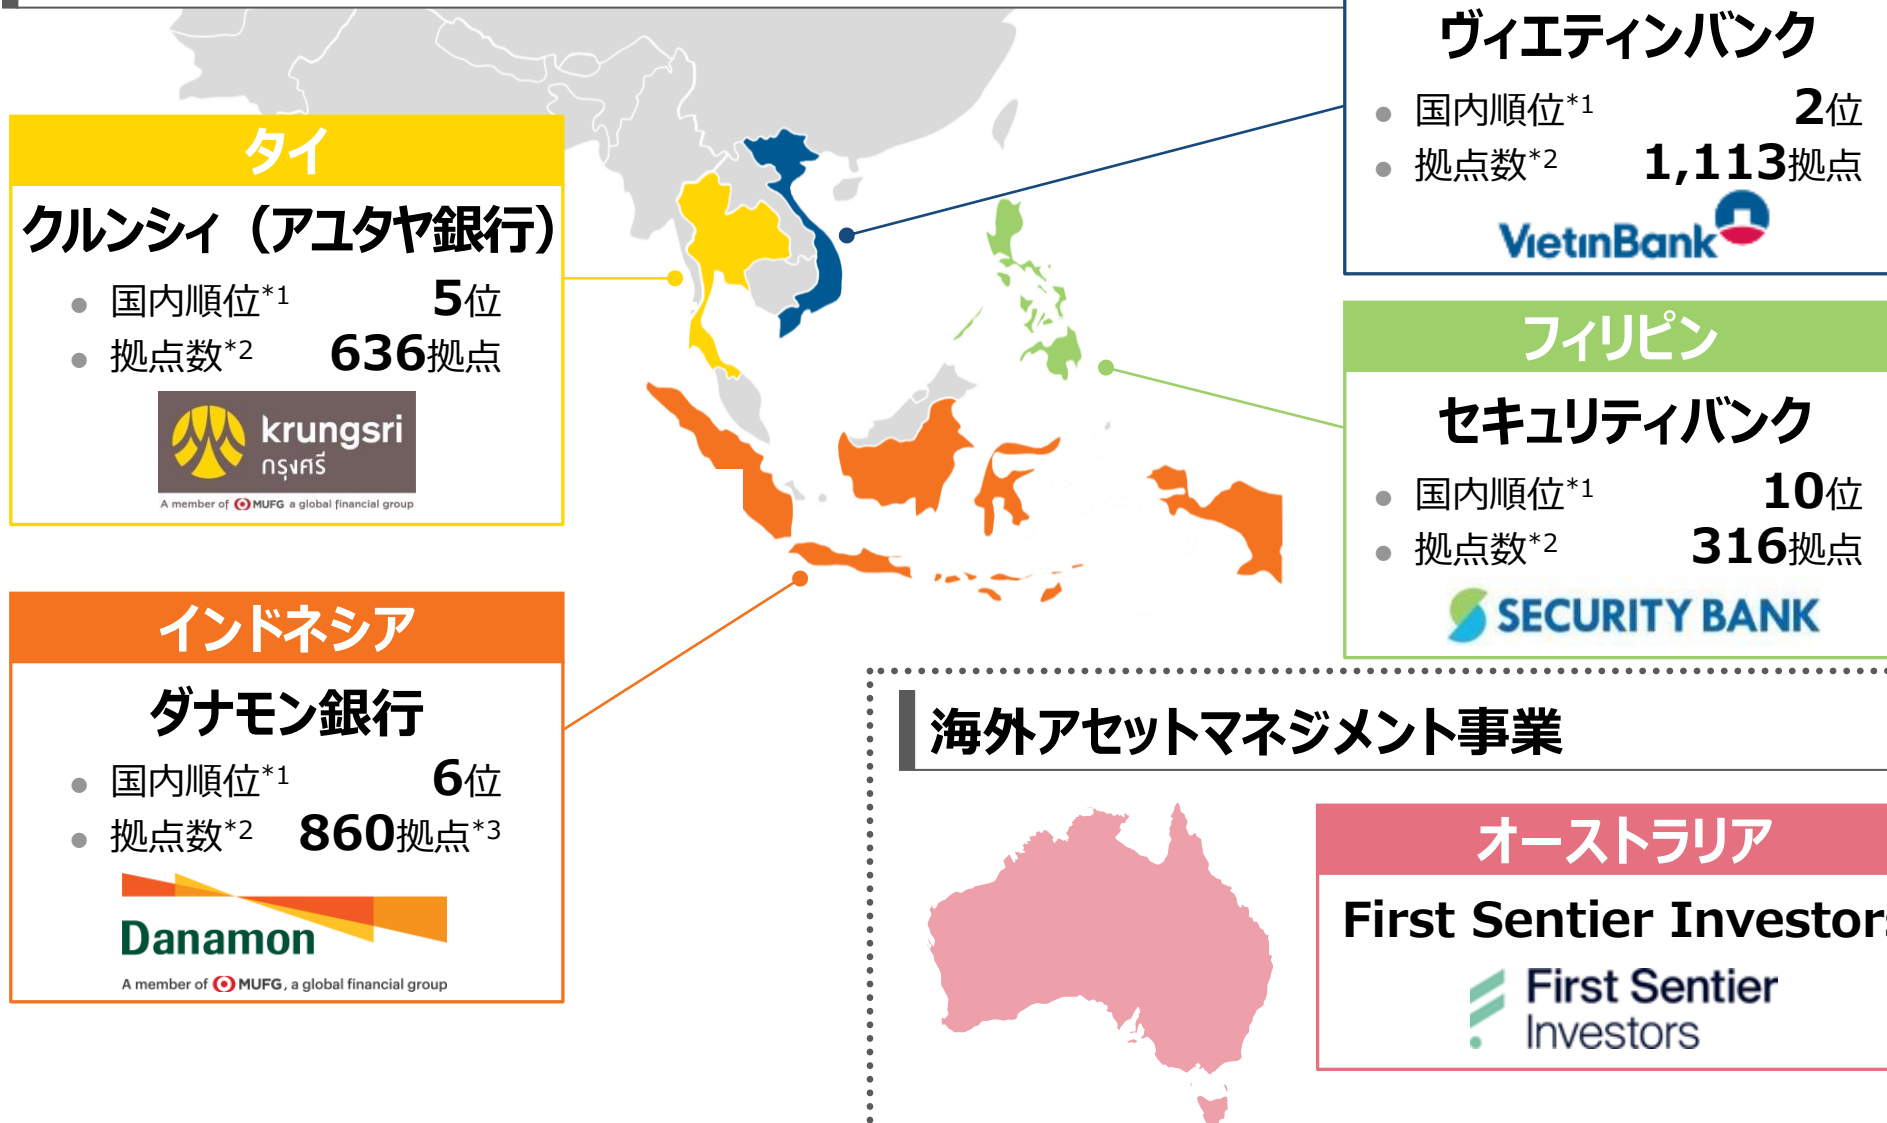 タイ
クルンシィ（アユタヤ銀行）
● 国内順位*1 5位
● 拠点数*2 636拠点
krungsri
กรุงศรี
A member of MUFG a global financial group
インドネシア
ダナモン銀行
● 国内順位*1 6位
● 拠点数*2 860拠点*3
Danamon
A member of MUFG, a global financial group
ヴィエティンバンク
● 国内順位*1 2位
● 拠点数*2 1,113拠点
VietinBank
フィリピン
セキュリティバンク
● 国内順位*1 10位
● 拠点数*2 316拠点
SECURITY BANK
海外アセットマネジメント事業
オーストラリア
First Sentier Investors
First Sentier
Investors